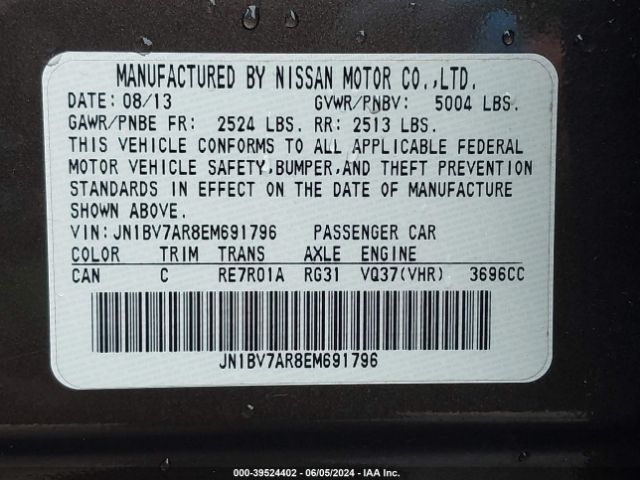 MANUFACTURED BY NISSAN MOTOR CO.,LTD.
DATE: 08/13 GVWR/PNBV: 5004 LBS.
GAWR/PNBE FR: 2524 LBS. RR: 2513 LBS.
THIS VEHICLE CONFORMS TO ALL APPLICABLE FEDERAL
MOTOR VEHICLE SAFETY,BUMPER,AND THEFT PREVENTION
STANDARDS IN EFFECT ON THE DATE OF MANUFACTURE
SHOWN ABOVE.
VIN:JN1BV7AR8EM691796 PASSENGER CAR
COLOR TRIM TRANS AXLE ENGINE
CAN C RE7R01A RG31 VQ37(VHR) 3696CC
JN1BV7AR8EM691796
000-39524402 - 06/05/2024 - IAA Inc.